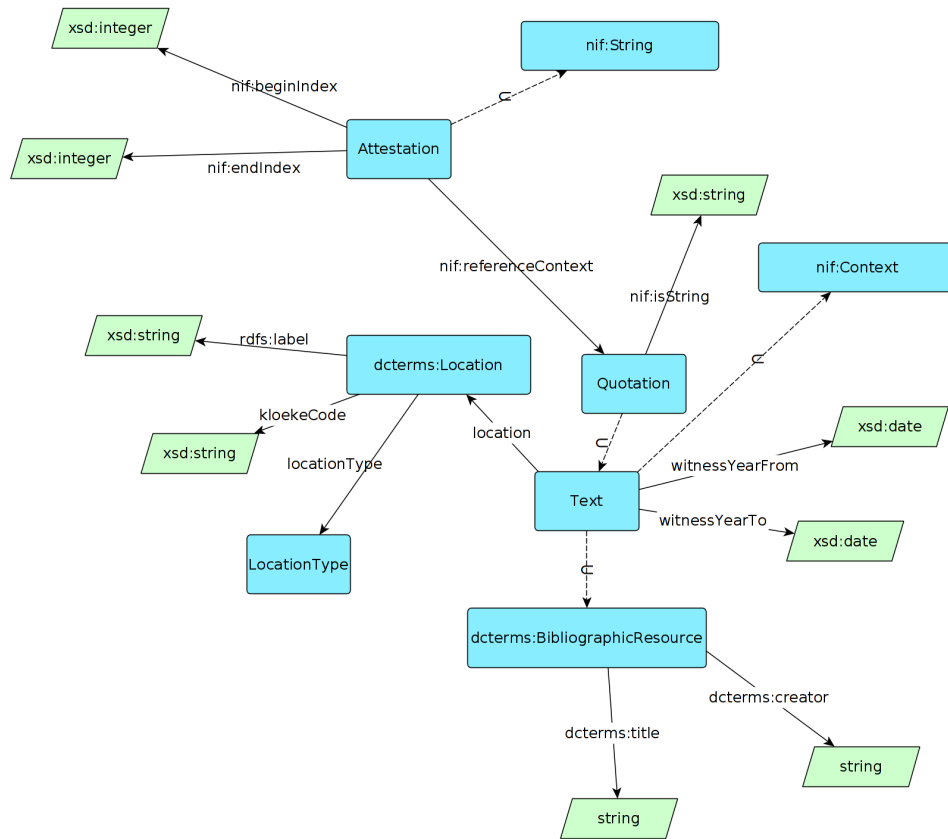 xsd:integer
nif:String
nif:beginIndex
⊂
Attestation
xsd:integer
nif:endIndex
xsd:string
nif:referenceContext
nif:Context
nif:isString
xsd:string
rdfs:label
dcterms:Location
⊂
Quotation
kloekeCode
xsd:date
location
⊂
xsd:string
locationType
witnessYearFrom
Text
witnessYearTo
xsd:date
LocationType
⊂
dcterms:BibliographicResource
dcterms:creator
dcterms:title
string
string